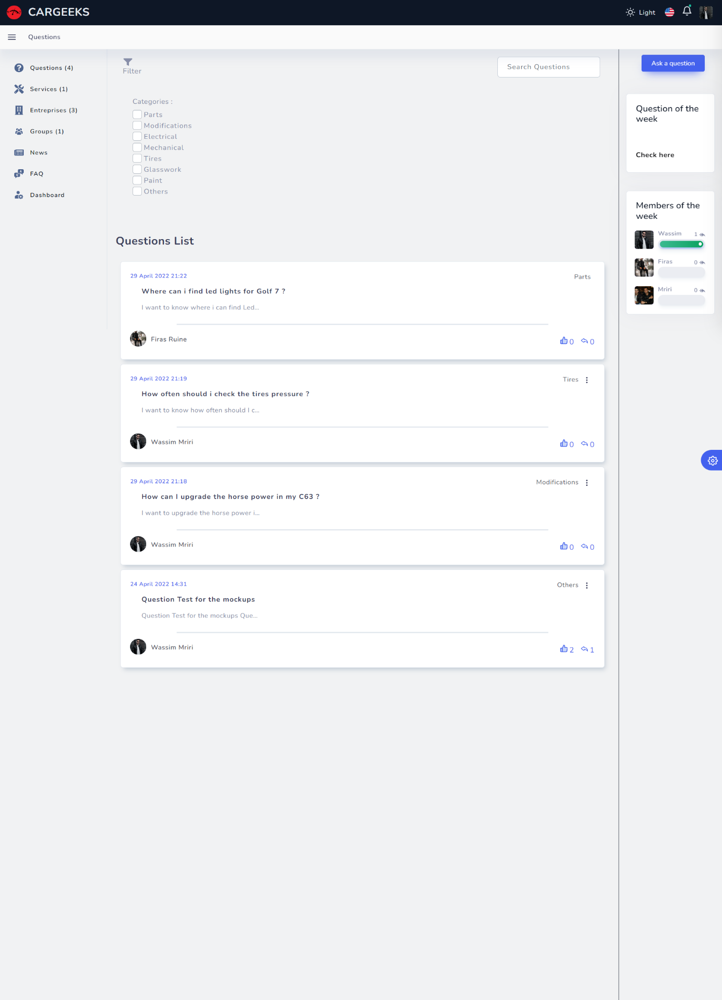 CARGEEKS
Light
Questions
Questions (4)
Services (1)
Entreprises (3)
Groups (1)
News
FAQ
Dashboard
Filter
Search Questions
Categories :
Parts
Modifications
Electrical
Mechanical
Tires
Glasswork
Paint
Others
Questions List
29 April 2022 21:22
Parts
Where can i find led lights for Golf 7 ?
I want to know where i can find Led...
Firas Ruine
0
0
29 April 2022 21:19
Tires
How often should i check the tires pressure ?
I want to know how often should I c...
Wassim Mriri
0
0
29 April 2022 21:18
Modifications
How can I upgrade the horse power in my C63 ?
I want to upgrade the horse power i...
Wassim Mriri
0
0
24 April 2022 14:31
Others
Question Test for the mockups
Question Test for the mockups Que...
Wassim Mriri
2
1
Ask a question
Question of the
week
Check here
Members of the
week
Wassim
1
Firas
0
Mriri
0